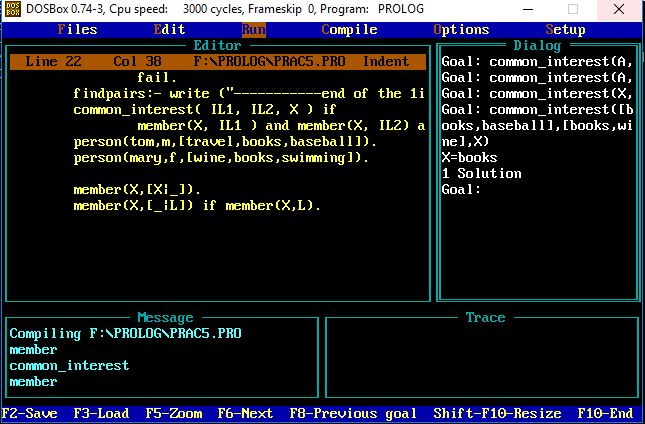 DOS BOX DOSBox 0.74-3, Cpu speed: 3000 cycles, Frameskip 0, Program: PROLOG
Files Edit Run Compile Options Setup
Editor
Line 22 Col 38 F:\PROLOG\PRAC5.PRO Indent
fail.
findpairs:- write ("-----------end of the li
common_interest( IL1, IL2, X ) if
member(X, IL1 ) and member(X, IL2) a
person(tom,m,[travel,books,baseball]).
person(mary,f,[wine,books,swimming]).
member(X,[X¦_]).
member(X,[_¦L]) if member(X,L).
Dialog
Goal: common_interest(A,
Goal: common_interest(A,
Goal: common_interest(X,
Goal: common_interest([b
ooks,baseball],[books,wi
ne],X)
X=books
1 Solution
Goal:
Message
Compiling F:\PROLOG\PRAC5.PRO
member
common_interest
member
Trace
F2-Save F3-Load F5-Zoom F6-Next F8-Previous goal Shift-F10-Resize F10-End